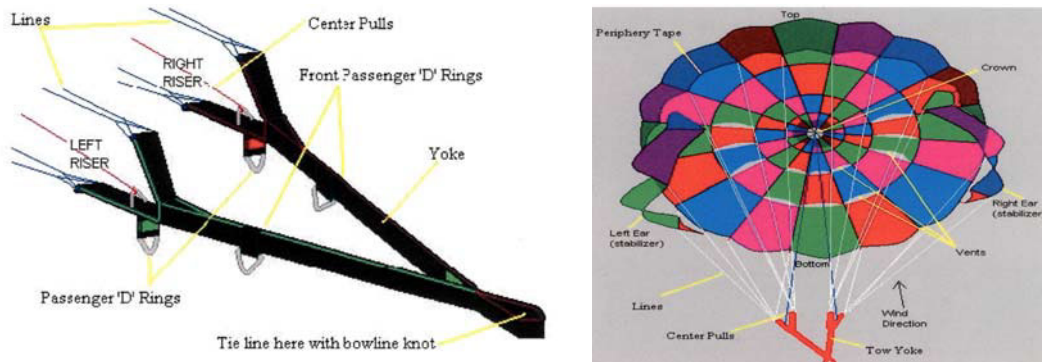 Lines
Center Pulls
RIGHT
RISER
Front Passenger 'D' Rings
LEFT
RISER
Yoke
Passenger 'D' Rings
Tie line here with bowline knot
Top
Periphery Tape
Crown
Right Ear
(stabilizer)
Left Ear
(stabilizer)
Vents
Bottom
Lines
Wind
Direction
Center Pulls
Tow Yoke